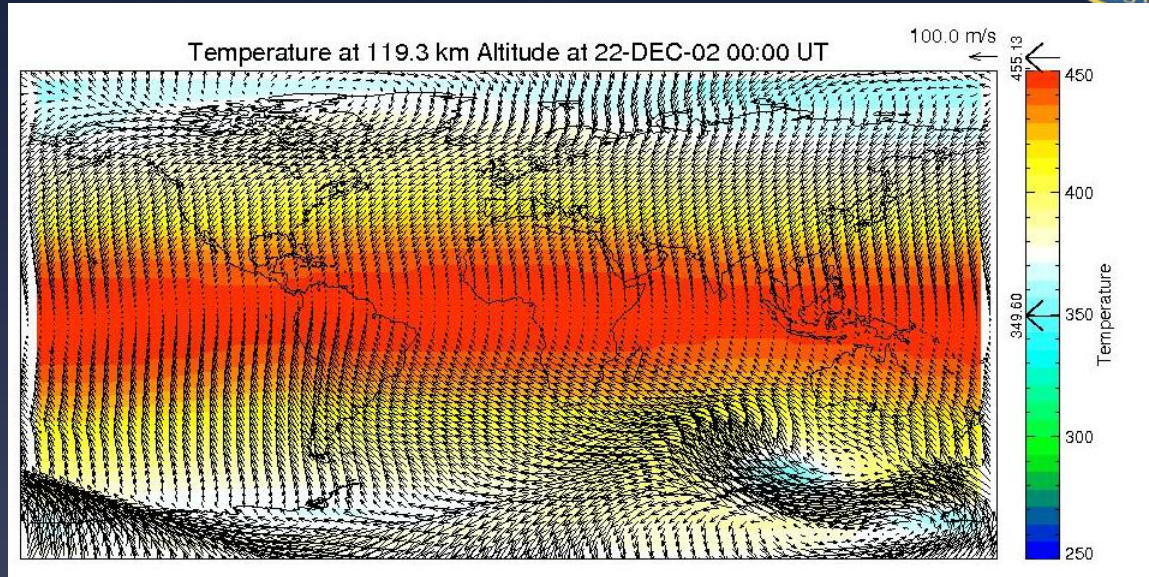 Temperature at 119.3 km Altitude at 22-DEC-02 00:00 UT
100.0 m/s
455.13
450
400
349.60
350
Temperature
300
250